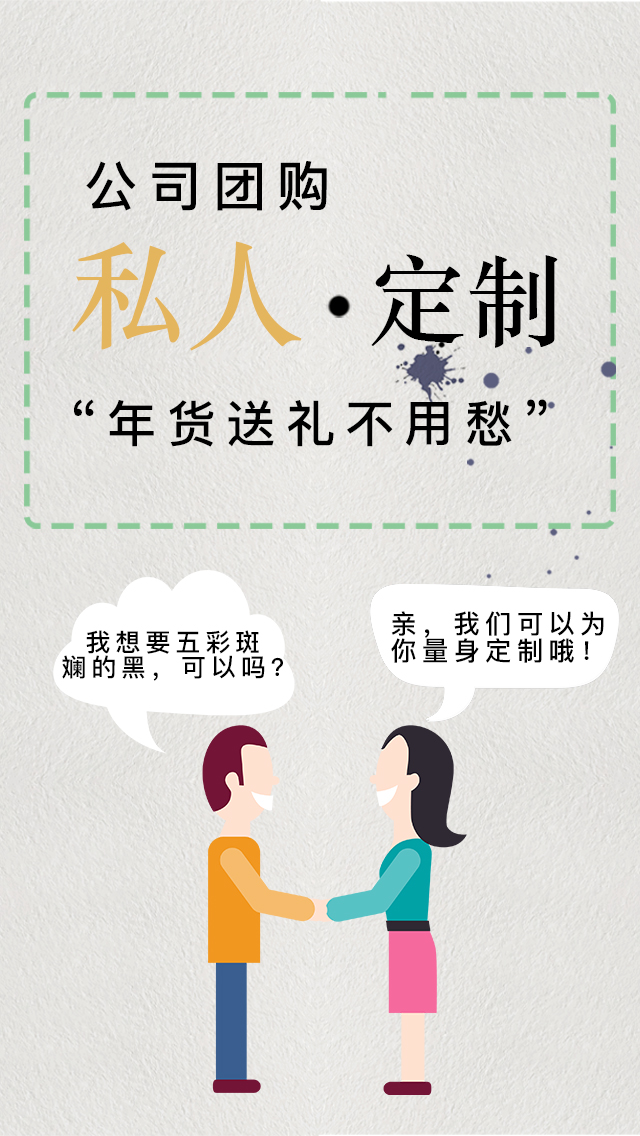 公司团购
私人·定制
“年货送礼不用愁”
我想要五彩斑
斓的黑，可以吗?
亲，我们可以为
你量身定制哦!